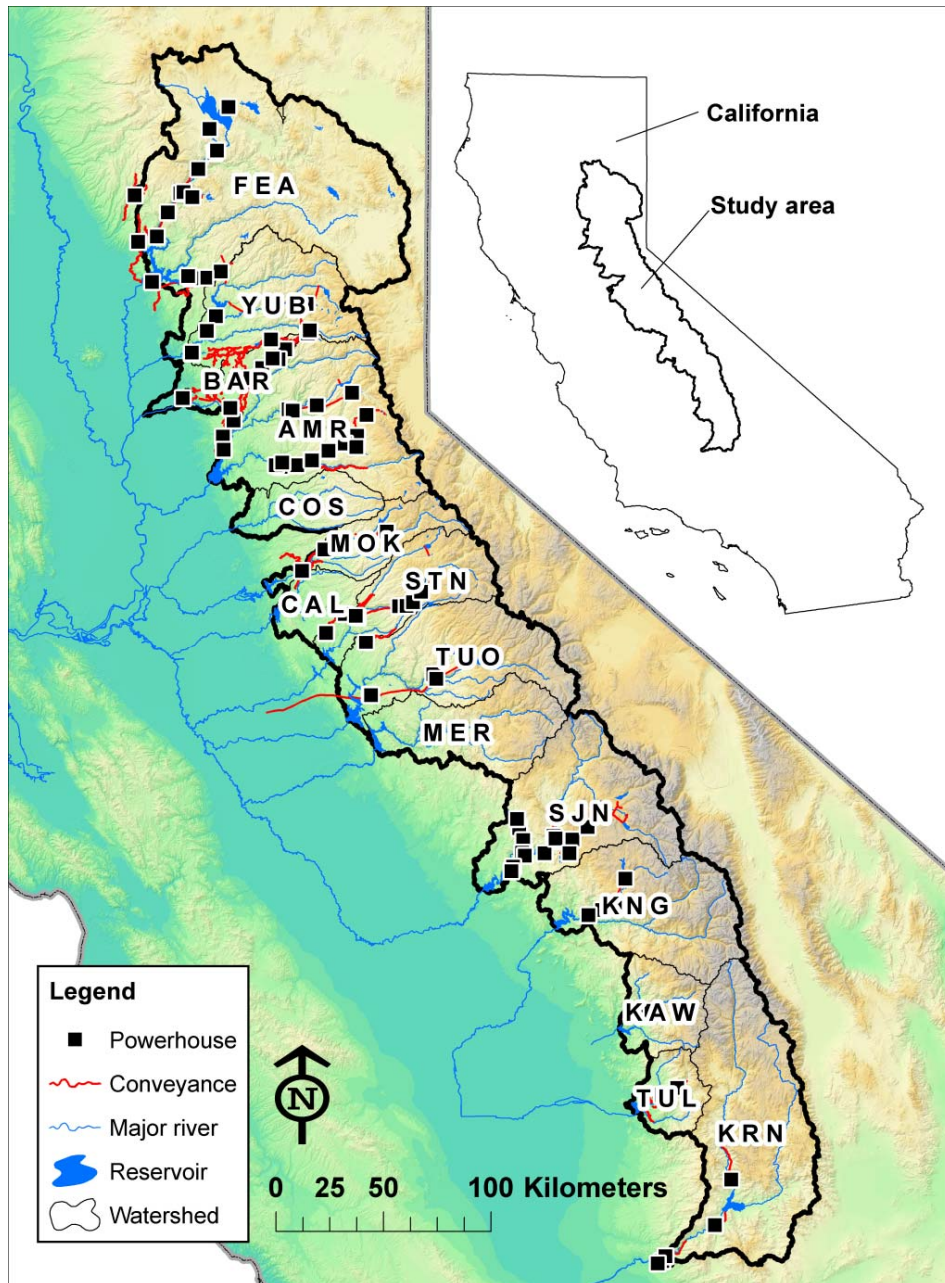 California
Study area
FEA
YUB
BAR
AMR
COS
MOK
STN
CAL
TUO
MER
SJN
KNG
KAW
TUL
KRN
Legend
Powerhouse
Conveyance
Major river
Reservoir
Watershed
N
0 25 50 100 Kilometers